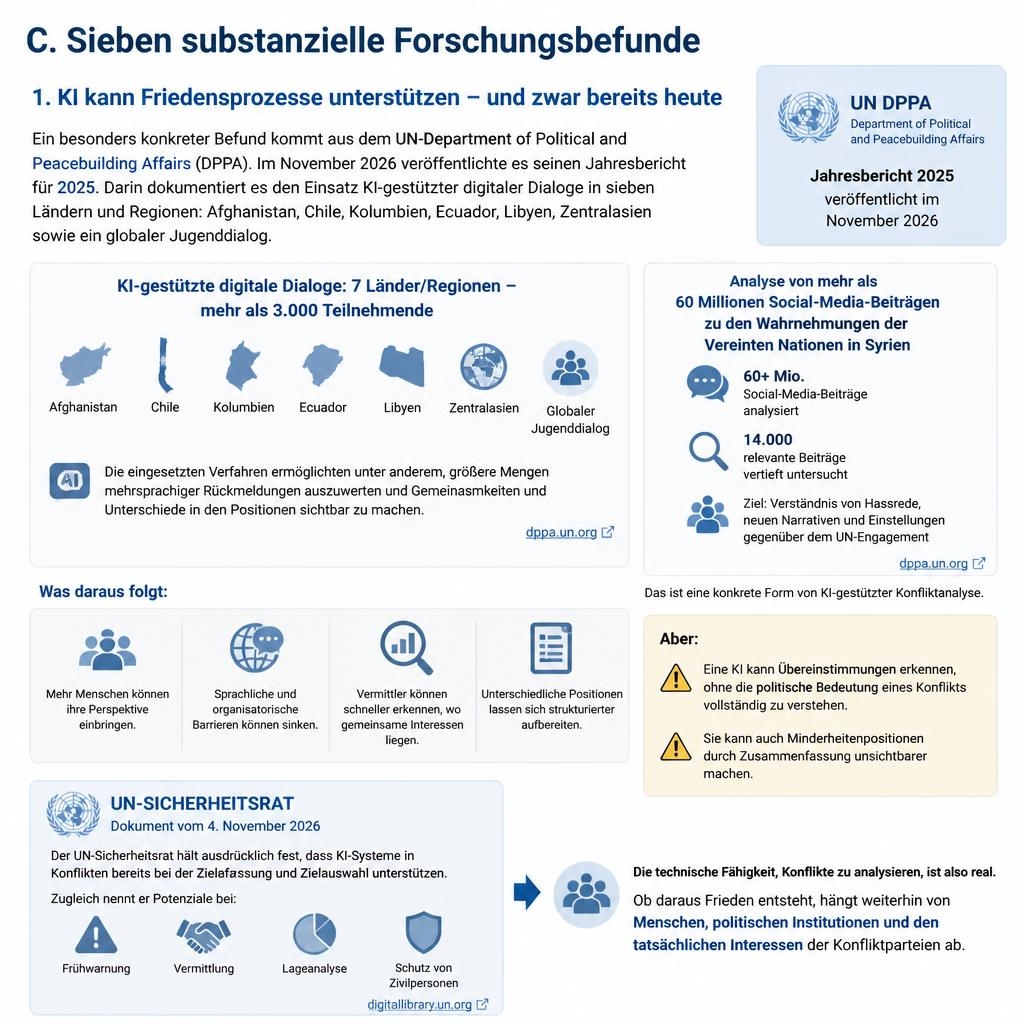 C. Sieben substanzielle Forschungsbefunde
1. KI kann Friedensprozesse unterstützen – und zwar bereits heute
Ein besonders konkreter Befund kommt aus dem UN-Department of Political and
Peacebuilding Affairs (DPPA). Im November 2026 veröffentlichte es seinen Jahresbericht
für 2025. Darin dokumentiert es den Einsatz KI-gestützter digitaler Dialoge in sieben
Ländern und Regionen: Afghanistan, Chile, Kolumbien, Ecuador, Libyen, Zentralasien
sowie ein globaler Jugenddialog.
UN DPPA
Department of Political
and Peacebuilding Affairs
Jahresbericht 2025
veröffentlicht im
November 2026
KI-gestützte digitale Dialoge: 7 Länder/Regionen –
mehr als 3.000 Teilnehmende
Afghanistan
Chile
Kolumbien
Ecuador
Libyen
Zentralasien
Globaler
Jugenddialog
AI
Die eingesetzten Verfahren ermöglichten unter anderem, größere Mengen
mehrsprachiger Rückmeldungen auszuwerten und Gemeinasmkeiten und
Unterschiede in den Positionen sichtbar zu machen.
dppa.un.org
Analyse von mehr als
60 Millionen Social-Media-Beiträgen
zu den Wahrnehmungen der
Vereinten Nationen in Syrien
60+ Mio.
Social-Media-Beiträge
analysiert
14.000
relevante Beiträge
vertieft untersucht
Ziel: Verständnis von Hassrede,
neuen Narrativen und Einstellungen
gegenüber dem UN-Engagement
dppa.un.org
Das ist eine konkrete Form von KI-gestützter Konfliktanalyse.
Was daraus folgt:
Mehr Menschen können
ihre Perspektive
einbringen.
Sprachliche und
organisatorische
Barrieren können sinken.
Vermittler können
schneller erkennen, wo
gemeinsame Interessen
liegen.
Unterschiedliche Positionen
lassen sich strukturierter
aufbereiten.
Aber:
Eine KI kann Übereinstimmungen erkennen,
ohne die politische Bedeutung eines Konflikts
vollständig zu verstehen.
Sie kann auch Minderheitenpositionen
durch Zusammenfassung unsichtbarer
machen.
UN-SICHERHEITSRAT
Dokument vom 4. November 2026
Der UN-Sicherheitsrat hält ausdrücklich fest, dass KI-Systeme in
Konflikten bereits bei der Zielafassung und Zielauswahl unterstützen.
Zugleich nennt er Potenziale bei:
Frühwarnung
Vermittlung
Lageanalyse
Schutz von
Zivilpersonen
digitallibrary.un.org
Die technische Fähigkeit, Konflikte zu analysieren, ist also real.
Ob daraus Frieden entsteht, hängt weiterhin von
Menschen, politischen Institutionen und den
tatsächlichen Interessen der Konfliktparteien ab.